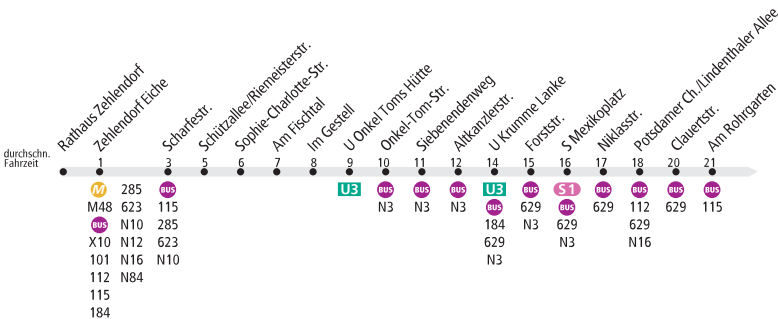 Rathaus Zehlendorf
Zehlendorf Eiche
Scharfestr.
Schützallee/Riemeisterstr.
Sophie-Charlotte-Str.
Am Fischtal
Im Gestell
U Onkel Toms Hütte
Onkel-Tom-Str.
Siebenendenweg
Altkanzlerstr.
U Krumme Lanke
Forststr.
S Mexikoplatz
Niklasstr.
Potsdamer Ch./Lindenthaler Allee
Clauertstr.
Am Rohrgarten
durchschn.
Fahrzeit
1 3 5 6 7 8 9 10 11 12 14 15 16 17 18 20 21
M 285 BUS U3 BUS BUS BUS U3 BUS S1 BUS BUS BUS BUS
M48 623 115 N3 N3 N3 BUS 629 BUS 629 112 629 115
BUS N10 285 184 N3 629 629
X10 N12 623 629 N3 N16
101 N16 N10 N3
112 N84
115
184